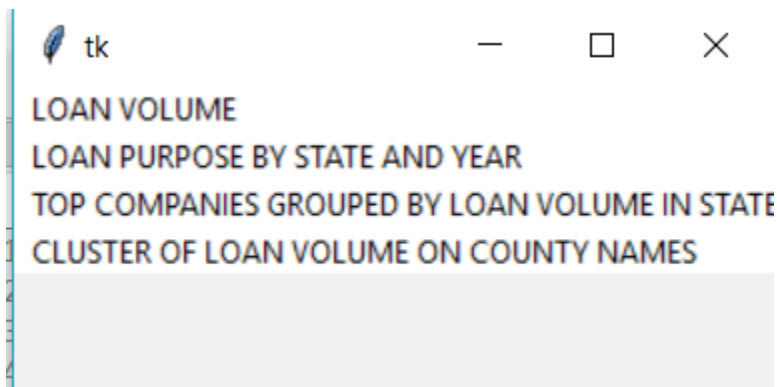 tk
LOAN VOLUME
LOAN PURPOSE BY STATE AND YEAR
TOP COMPANIES GROUPED BY LOAN VOLUME IN STATE
CLUSTER OF LOAN VOLUME ON COUNTY NAMES